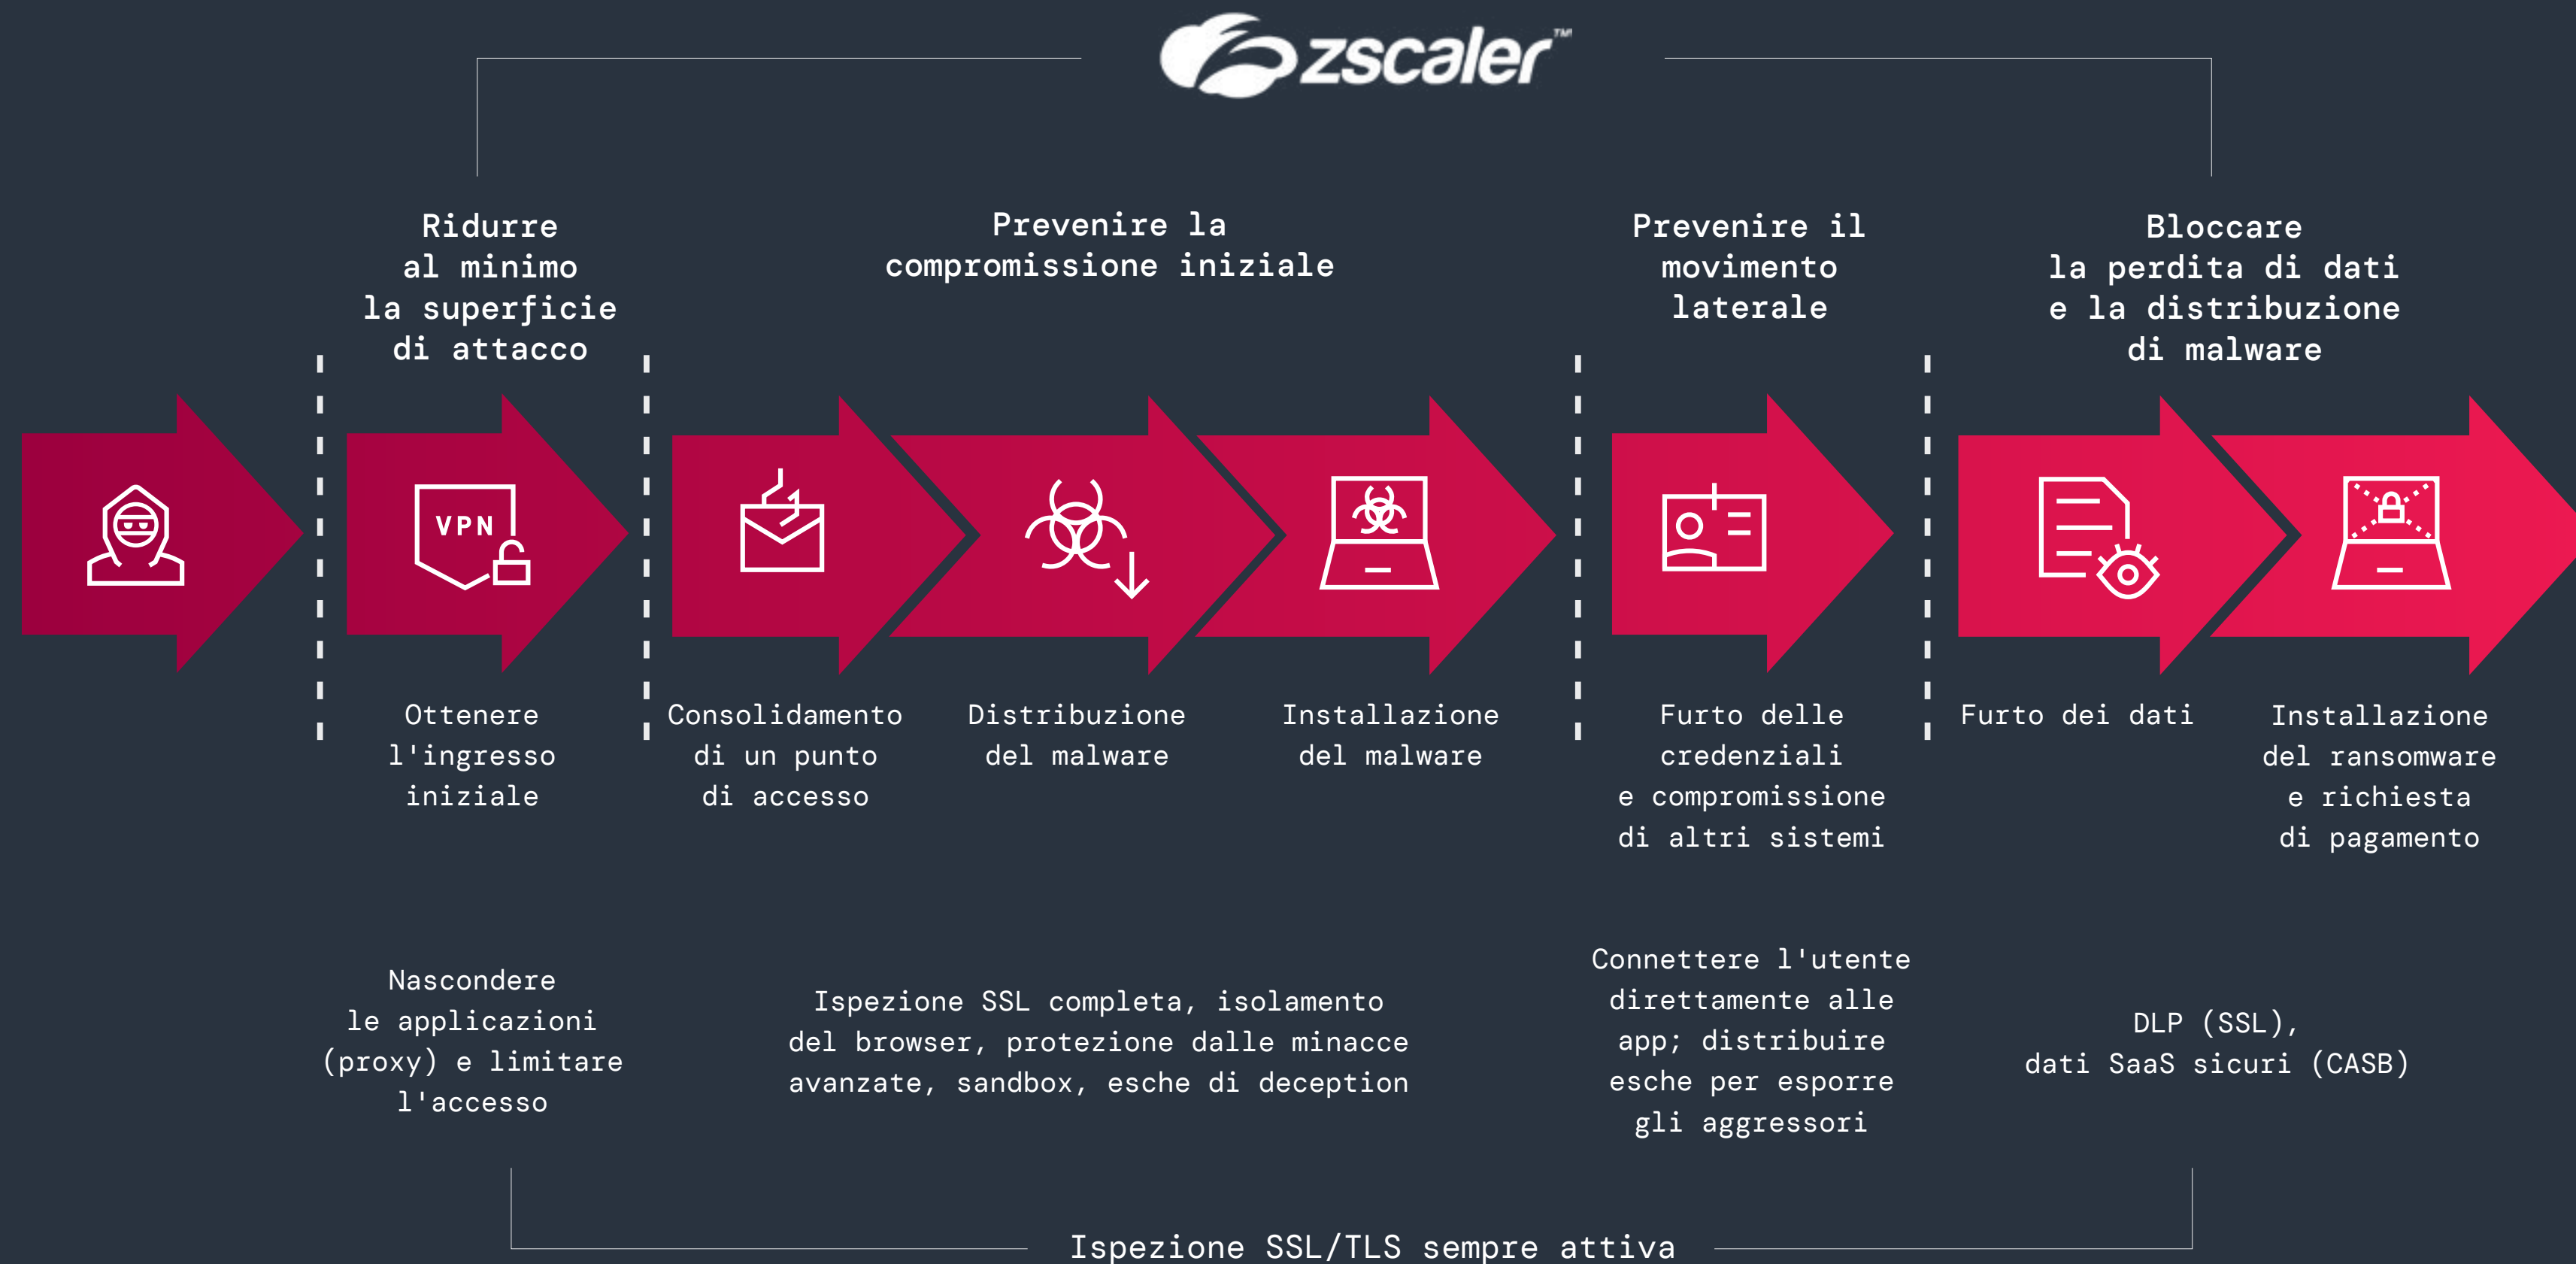 zscaler™
Ridurre
al minimo
la superficie
di attacco
Prevenire la
compromissione iniziale
Prevenire il
movimento
laterale
Bloccare
la perdita di dati
e la distribuzione
di malware
VPN
Ottenere
l'ingresso
iniziale
Consolidamento
di un punto
di accesso
Distribuzione
del malware
Installazione
del malware
Furto delle
credenziali
e compromissione
di altri sistemi
Furto dei dati
Installazione
del ransomware
e richiesta
di pagamento
Nascondere
le applicazioni
(proxy) e limitare
l'accesso
Ispezione SSL completa, isolamento
del browser, protezione dalle minacce
avanzate, sandbox, esche di deception
Connettere l'utente
direttamente alle
app; distribuire
esche per esporre
gli aggressori
DLP (SSL),
dati SaaS sicuri (CASB)
Ispezione SSL/TLS sempre attiva